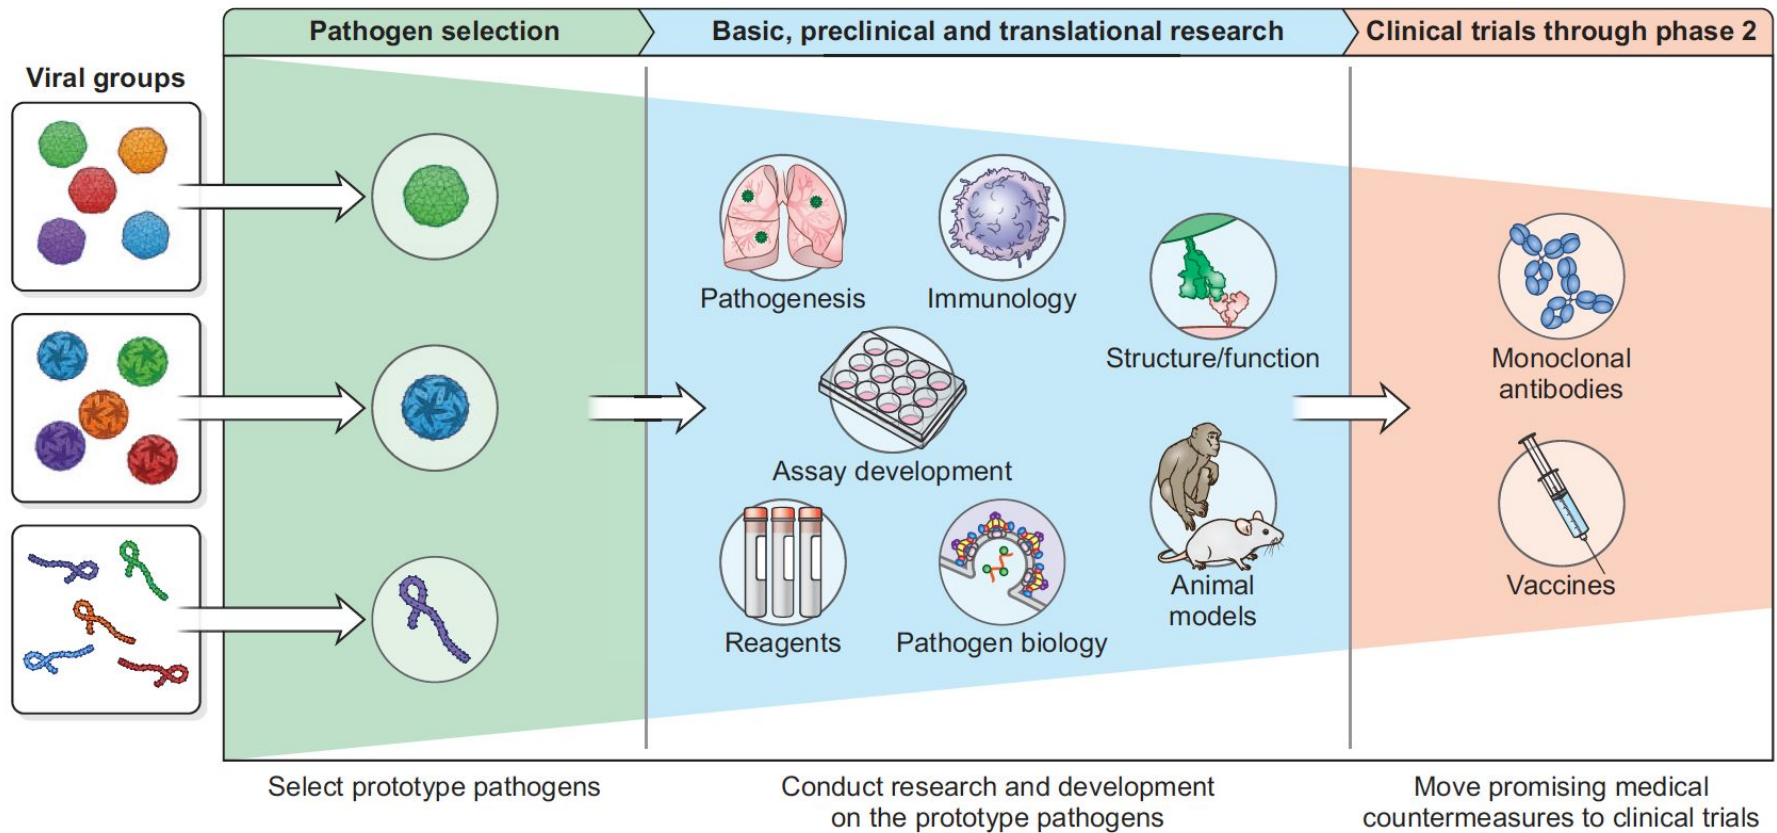 Pathogen selection
Basic, preclinical and translational research
Clinical trials through phase 2
Viral groups
Pathogenesis
Immunology
Structure/function
Assay development
Reagents
Pathogen biology
Animal
models
Monoclonal
antibodies
Vaccines
Select prototype pathogens
Conduct research and development
on the prototype pathogens
Move promising medical
countermeasures to clinical trials